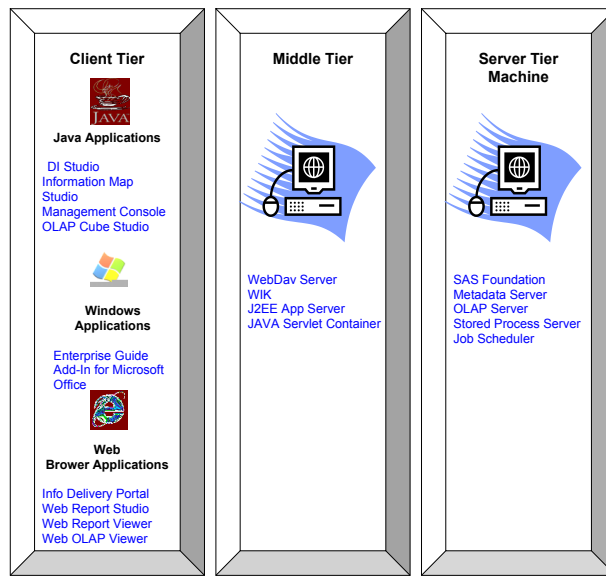 Client Tier
JAVA
Java Applications
DI Studio
Information Map
Studio
Management Console
OLAP Cube Studio
Windows
Applications
Enterprise Guide
Add-In for Microsoft
Office
Web
Brower Applications
Info Delivery Portal
Web Report Studio
Web Report Viewer
Web OLAP Viewer
Middle Tier
WebDav Server
WIK
J2EE App Server
JAVA Servlet Container
Server Tier
Machine
SAS Foundation
Metadata Server
OLAP Server
Stored Process Server
Job Scheduler